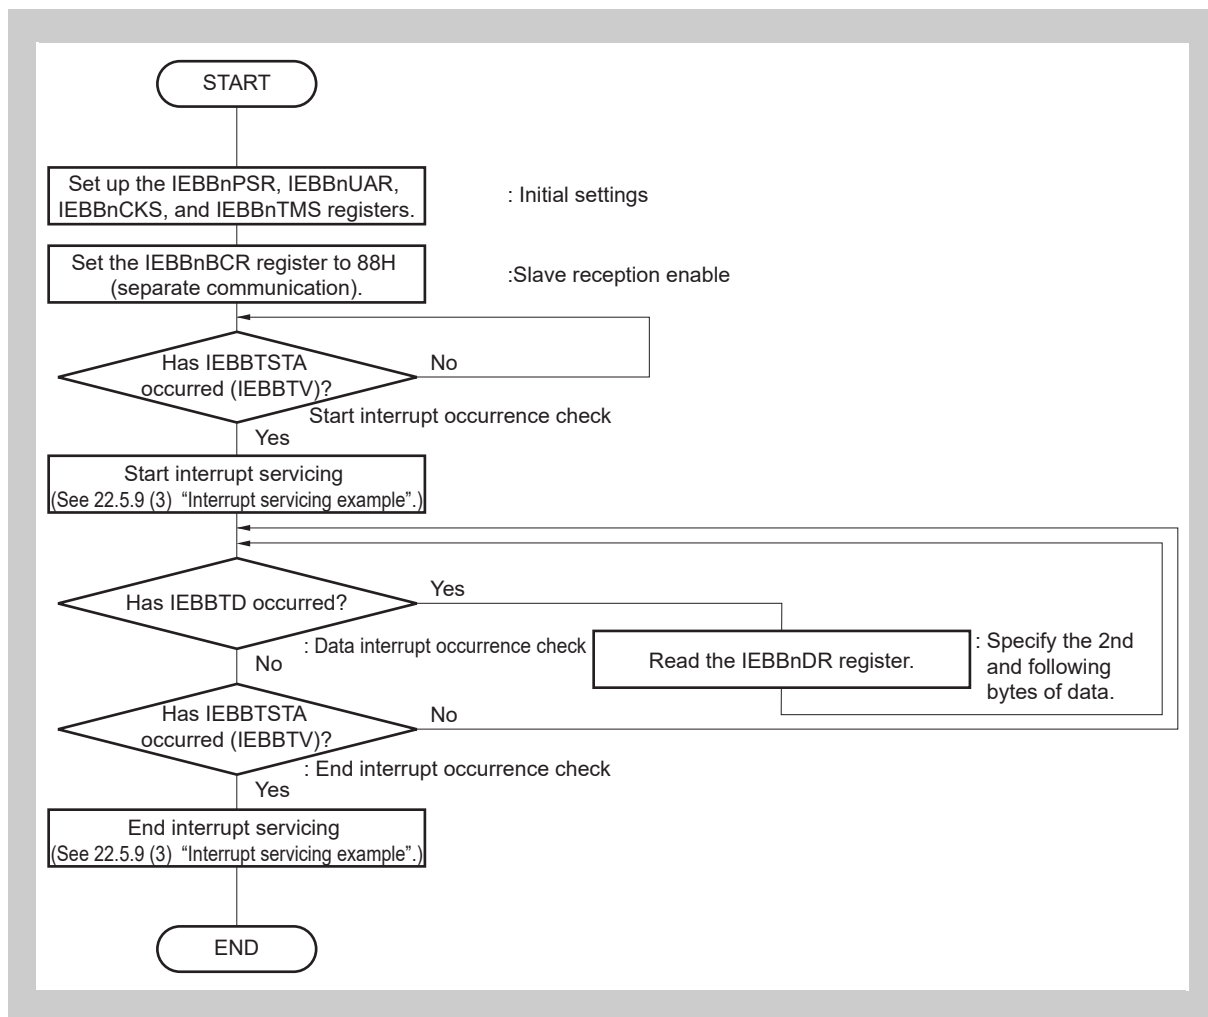 START
Set up the IEBBnPSR, IEBBnUAR,
IEBBnCKS, and IEBBnTMS registers.
: Initial settings
Set the IEBBnBCR register to 88H
(separate communication).
:Slave reception enable
Has IEBBTSTA
occurred (IEBBTV)?
No
Start interrupt occurrence check
Yes
Start interrupt servicing
(See 22.5.9 (3) “Interrupt servicing example”.)
Has IEBBTD occurred?
Yes
: Data interrupt occurrence check
No
Read the IEBBnDR register.
: Specify the 2nd
and following
bytes of data.
Has IEBBTSTA
occurred (IEBBTV)?
No
: End interrupt occurrence check
Yes
End interrupt servicing
(See 22.5.9 (3) “Interrupt servicing example”.)
END